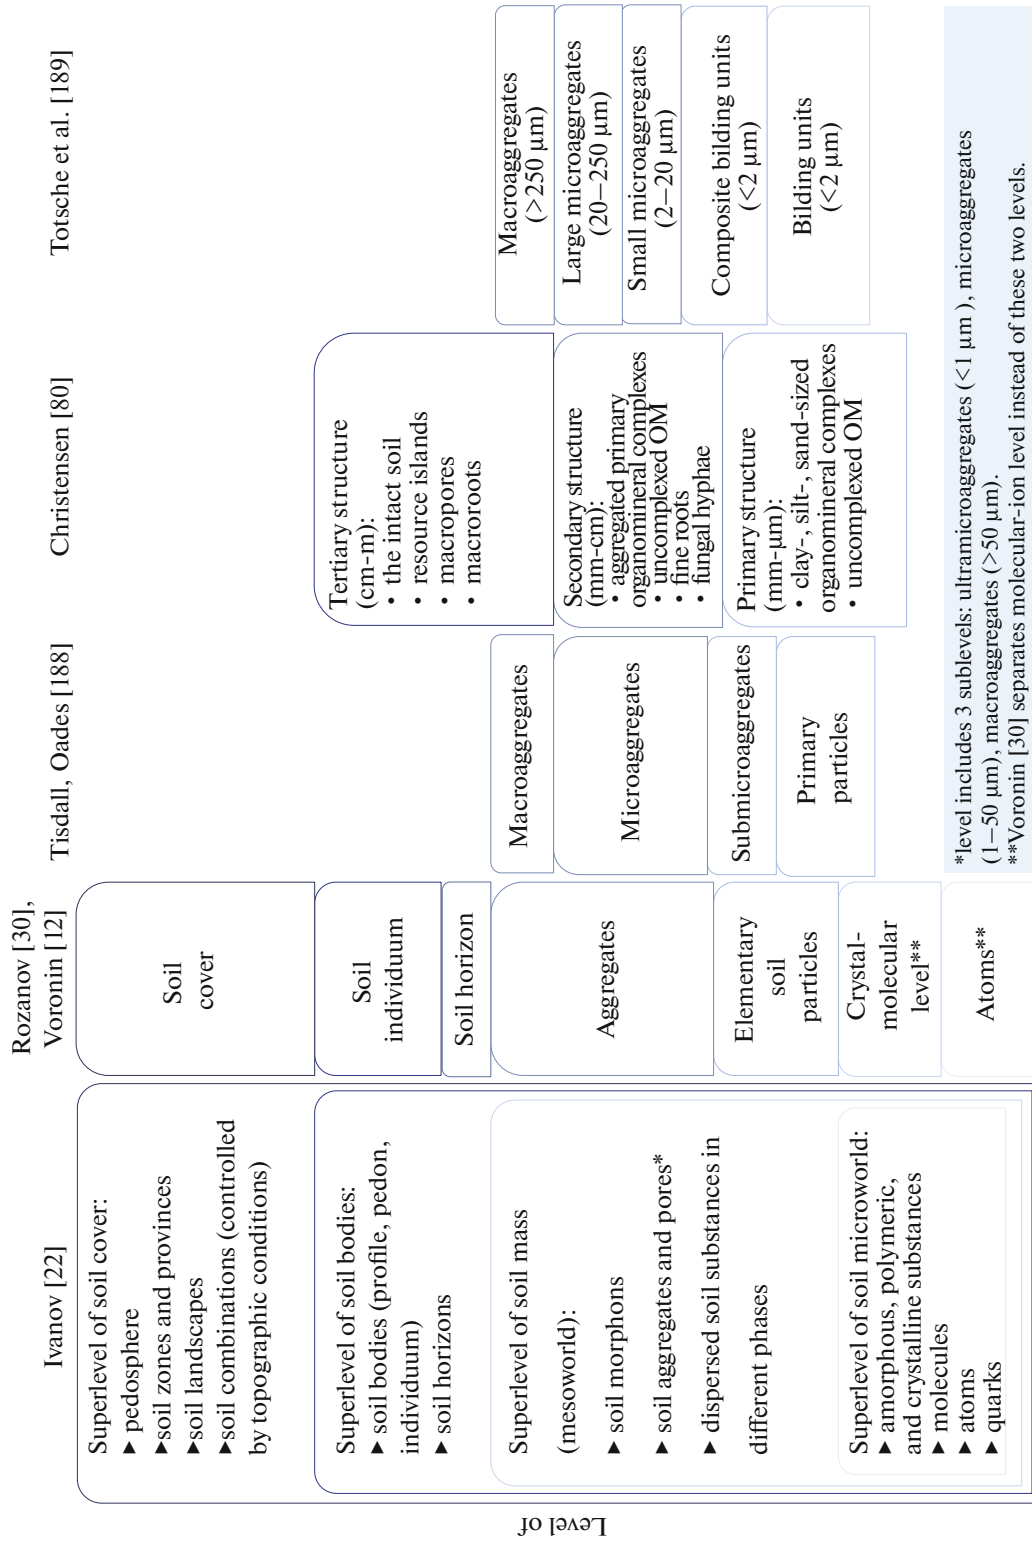 Level of
Ivanov [22]
Superlevel of soil cover:
► pedosphere
►soil zones and provinces
►soil landscapes
►soil combinations (controlled
by topographic conditions)
Superlevel of soil bodies:
► soil bodies (profile, pedon,
individuum)
► soil horizons
Superlevel of soil mass
(mesoworld):
► soil morphons
► soil aggregates and pores*
► dispersed soil substances in
different phases
Superlevel of soil microworld:
► amorphous, polymeric,
and crystalline substances
► molecules
► atoms
► quarks
Rozanov [30],
Voronin [12]
Soil
cover
Soil
individuum
Soil horizon
Aggregates
Elementary
soil
particles
Crystal-
molecular
level**
Atoms**
Tisdall, Oades [188]
Macroaggregates
Microaggregates
Submicroaggregates
Primary
particles
Christensen [80]
Tertiary structure
(cm-m):
• the intact soil
• resource islands
• macropores
• macroroots
Secondary structure
(mm-cm):
• aggregated primary
organomineral complexes
• uncomplexed OM
• fine roots
• fungal hyphae
Primary structure
(mm-μm):
• clay-, silt-, sand-sized
organomineral complexes
• uncomplexed OM
Totsche et al. [189]
Macroaggregates
(>250 μm)
Large microaggregates
(20–250 μm)
Small microaggregates
(2–20 μm)
Composite bilding units
(<2 μm)
Bilding units
(<2 μm)
*level includes 3 sublevels: ultramicroaggregates (<1 μm ), microaggregates
(1–50 μm), macroaggregates (>50 μm).
**Voronin [30] separates molecular-ion level instead of these two levels.